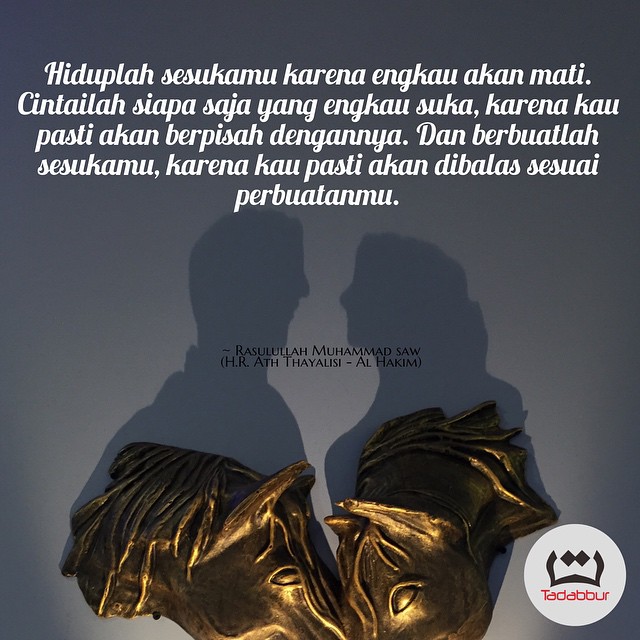 Hiduplah sesukamu karena engkau akan mati.
Cintailah siapa saja yang engkau suka, karena kau
pasti akan berpisah dengannya. Dan berbuatlah
sesukamu, karena kau pasti akan dibalas sesuai
perbuatanmu.
~ Rasulullah Muhammad saw
(H.R. Ath Thayalisi - Al Hakim)
Tadabbur